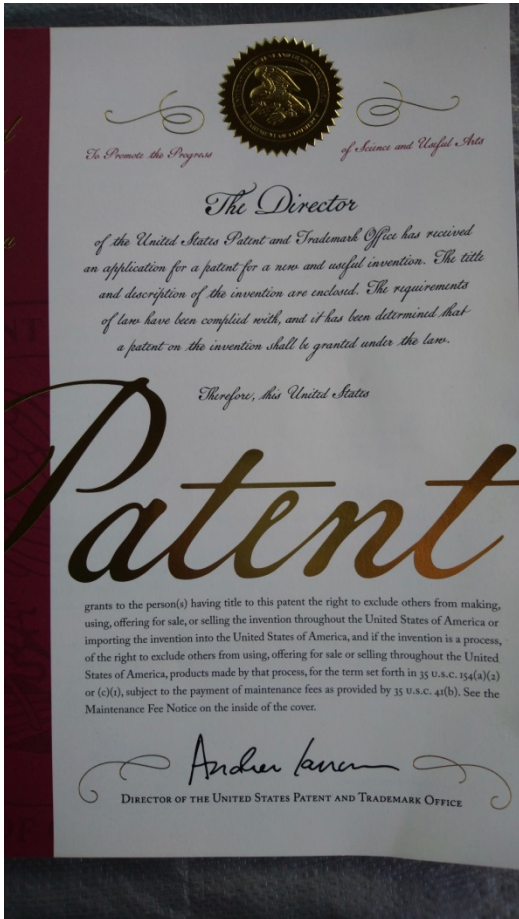 To Promote the Progress
of Science and Useful Arts
The Director
of the United States Patent and Trademark Office has received
an application for a patent for a new and useful invention. The title
and description of the invention are enclosed. The requirements
of law have been complied with, and it has been determined that
a patent on the invention shall be granted under the law.
Therefore, this United States
Patent
grants to the person(s) having title to this patent the right to exclude others from making,
using, offering for sale, or selling the invention throughout the United States of America or
importing the invention into the United States of America, and if the invention is a process,
of the right to exclude others from using, offering for sale or selling throughout the United
States of America, products made by that process, for the term set forth in 35 U.S.C. 154(a)(2)
or (c)(1), subject to the payment of maintenance fees as provided by 35 U.S.C. 41(b). See the
Maintenance Fee Notice on the inside of the cover.
DIRECTOR OF THE UNITED STATES PATENT AND TRADEMARK OFFICE